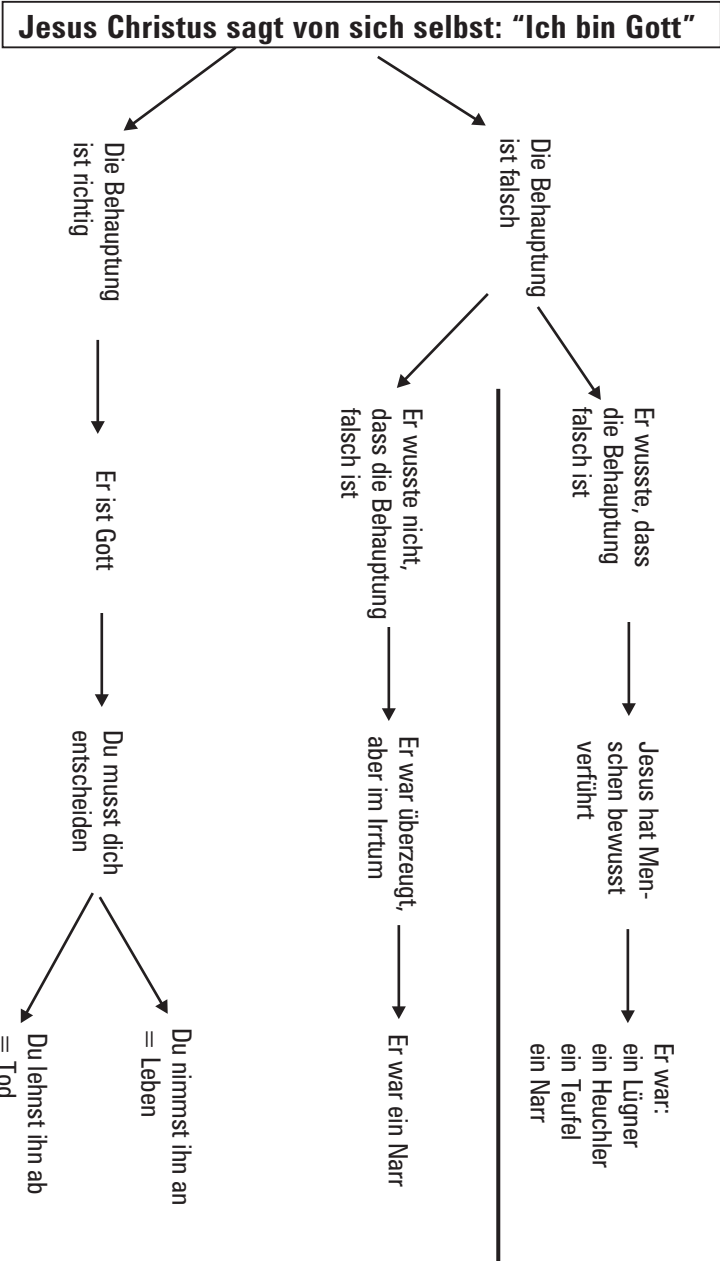 Jesus Christus sagt von sich selbst: “Ich bin Gott”
Die Behauptung
ist falsch
Er wusste, dass
die Behauptung
falsch ist
Jesus hat Men-
schen bewusst
verführt
Er war:
ein Lügner
ein Heuchler
ein Teufel
ein Narr
Er wusste nicht,
dass die Behauptung
falsch ist
Er war überzeugt,
aber im Irrtum
Er war ein Narr
Die Behauptung
ist richtig
Er ist Gott
Du musst dich
entscheiden
Du nimmst ihn an
= Leben
Du lehnst ihn ab
= Tod